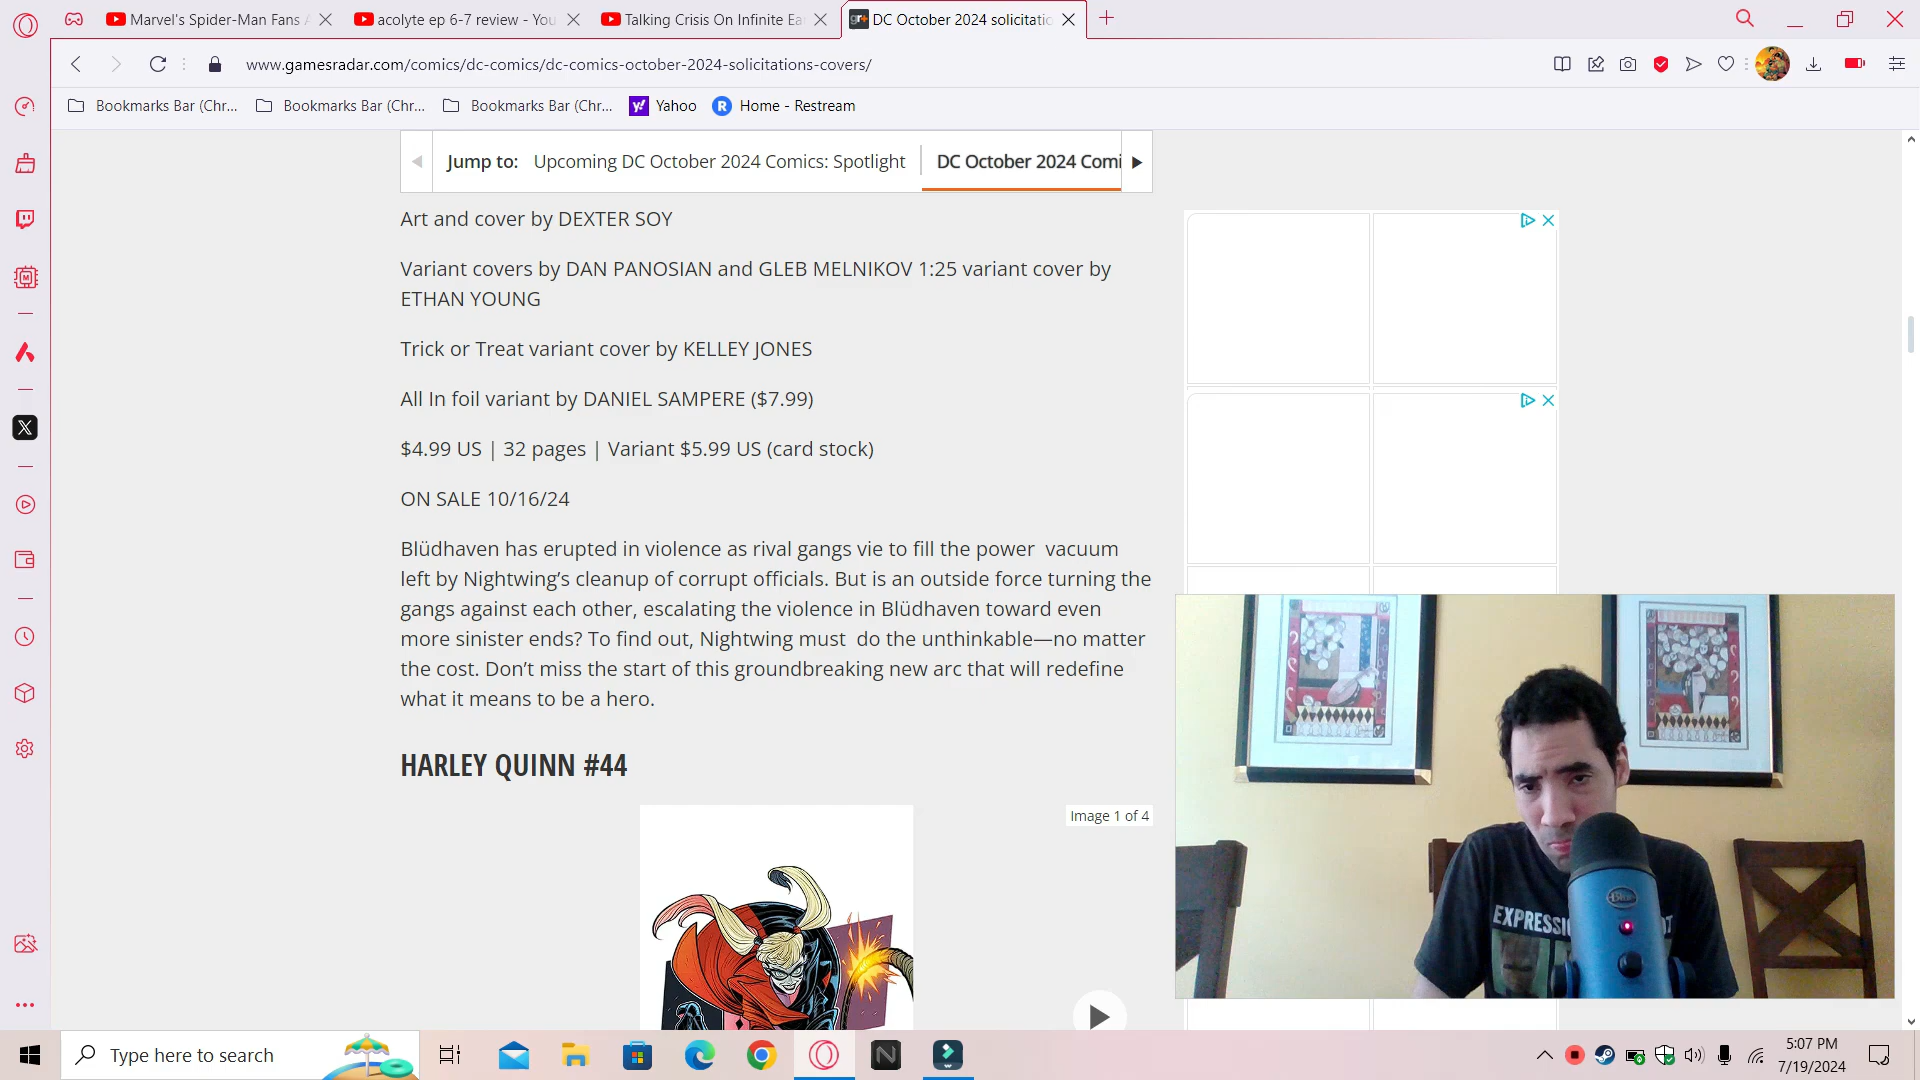 Marvel's Spider-Man Fans
acolyte ep 6-7 review - You
Talking Crisis On Infinite Ea
DC October 2024 solicitatio
www.gamesradar.com/comics/dc-comics/dc-comics-october-2024-solicitations-covers/
Bookmarks Bar (Chr...
Bookmarks Bar (Chr...
Bookmarks Bar (Chr...
Yahoo
Home - Restream
Jump to:
Upcoming DC October 2024 Comics: Spotlight
DC October 2024 Comi
Art and cover by DEXTER SOY
Variant covers by DAN PANOSIAN and GLEB MELNIKOV 1:25 variant cover by
ETHAN YOUNG
Trick or Treat variant cover by KELLEY JONES
All In foil variant by DANIEL SAMPERE ($7.99)
$4.99 US | 32 pages | Variant $5.99 US (card stock)
ON SALE 10/16/24
Blüdhaven has erupted in violence as rival gangs vie to fill the power  vacuum
left by Nightwing’s cleanup of corrupt officials. But is an outside force turning the
gangs against each other, escalating the violence in Blüdhaven toward even
more sinister ends? To find out, Nightwing must  do the unthinkable—no matter
the cost. Don’t miss the start of this groundbreaking new arc that will redefine
what it means to be a hero.
HARLEY QUINN #44
Image 1 of 4
Blue
Type here to search
5:07 PM
7/19/2024